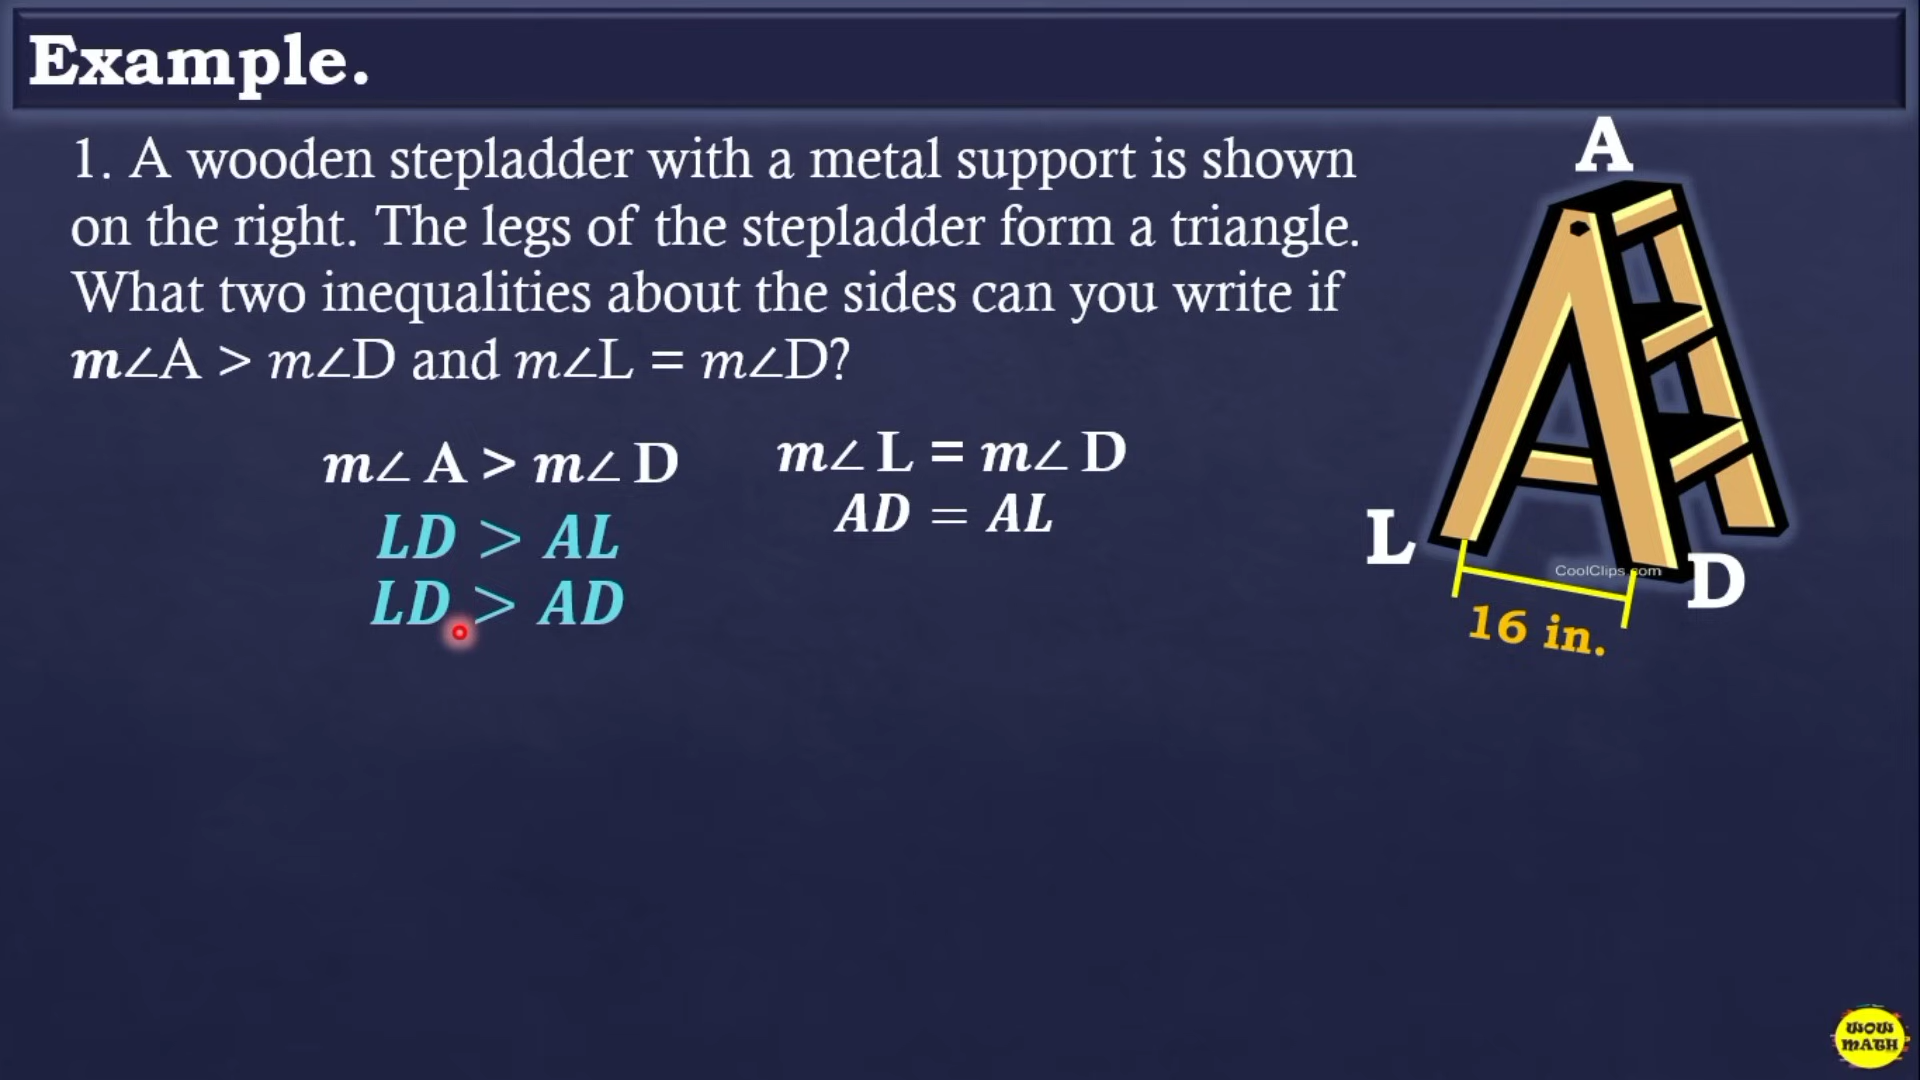 Example.
1. A wooden stepladder with a metal support is shown
on the right. The legs of the stepladder form a triangle.
What two inequalities about the sides can you write if
m∠A > m∠D and m∠L = m∠D?
m∠ A > m∠ D
LD > AL
LD > AD
m∠ L = m∠ D
AD = AL
A
L
D
CoolClips.com
16 in.
WOW
MATH